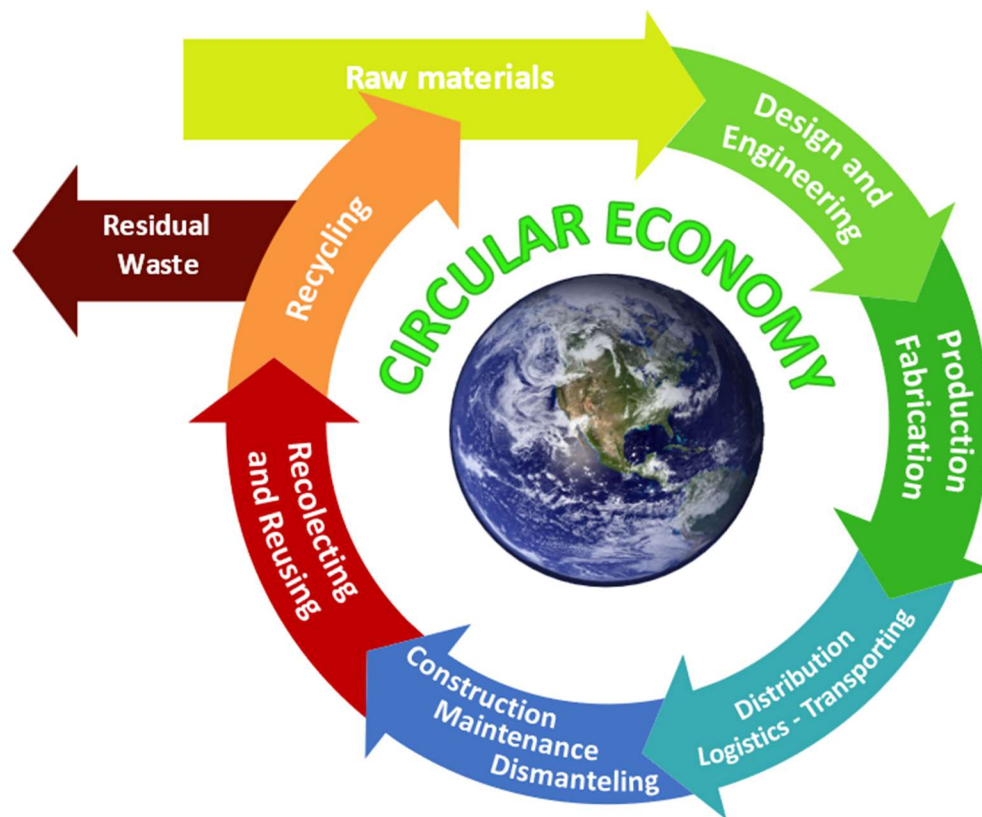 Raw materials
Design and
Engineering
Production
Fabrication
Distribution
Logistics - Transporting
Construction
Maintenance
Dismanteling
Recolecting
and Reusing
Recycling
Residual
Waste
CIRCULAR ECONOMY